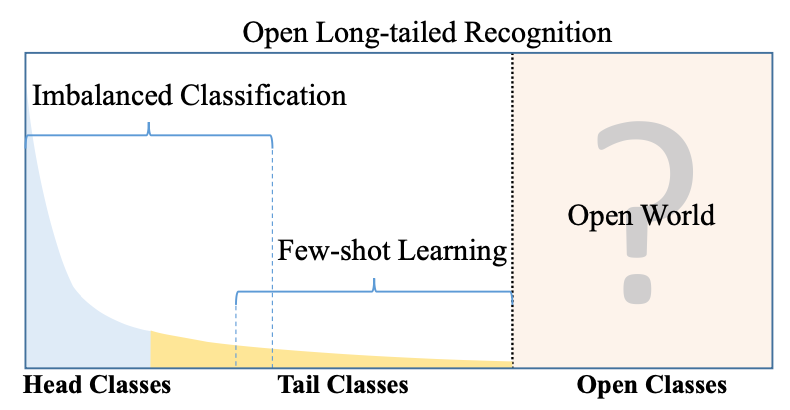 Open Long-tailed Recognition
Imbalanced Classification
?
Open World
Few-shot Learning
Head Classes
Tail Classes
Open Classes